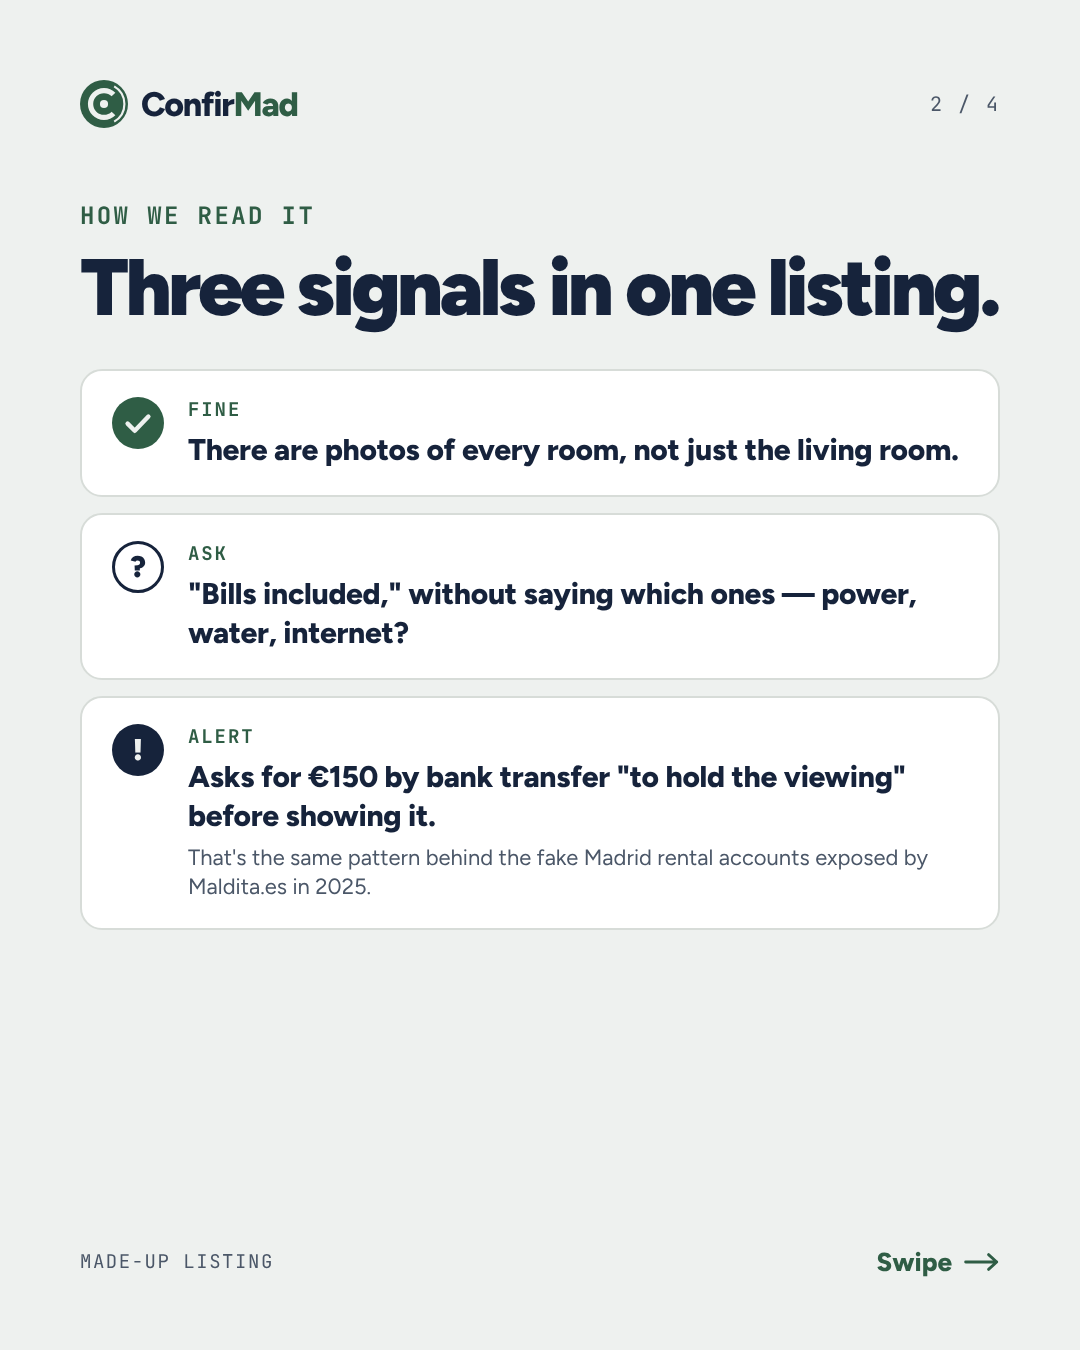 ConfirMad
2 / 4
HOW WE READ IT
Three signals in one listing.
FINE
There are photos of every room, not just the living room.
?
ASK
"Bills included," without saying which ones — power,
water, internet?
!
ALERT
Asks for €150 by bank transfer "to hold the viewing"
before showing it.
That's the same pattern behind the fake Madrid rental accounts exposed by
Maldita.es in 2025.
MADE-UP LISTING
Swipe →